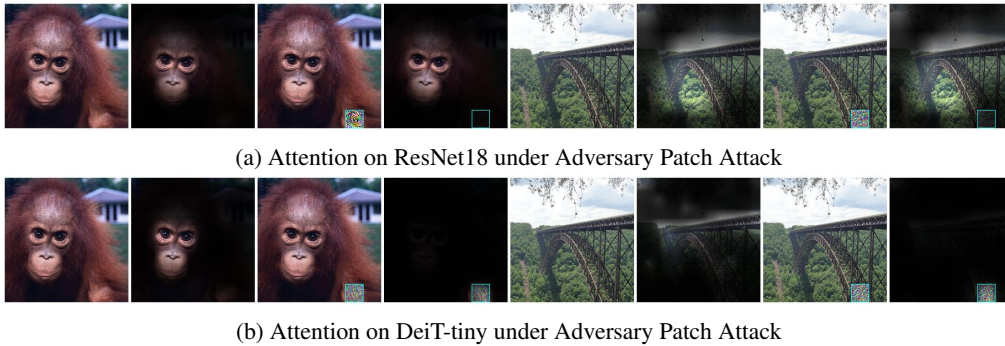 (a) Attention on ResNet18 under Adversary Patch Attack
(b) Attention on DeiT-tiny under Adversary Patch Attack